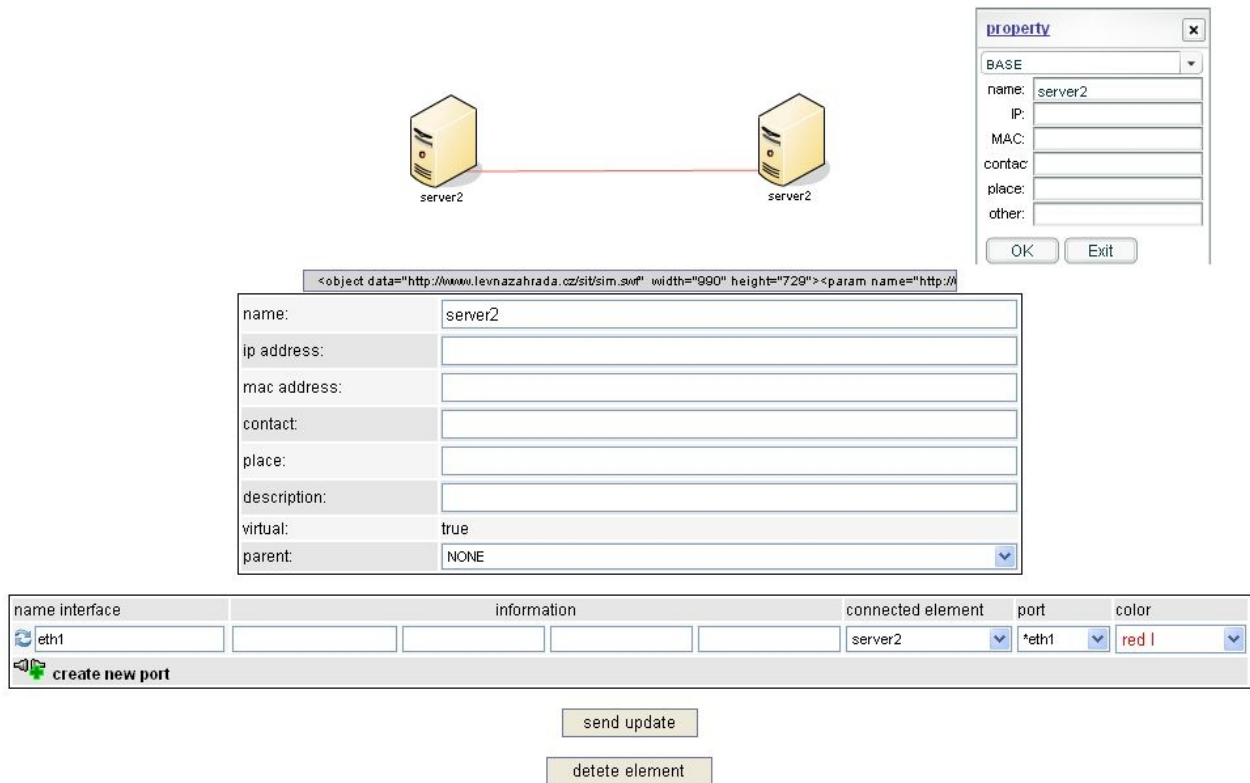 property
BASE
name: server2
IP:
MAC:
contac
place:
other:
OK Exit
server2 server2
<object data="http://www.levnazahrada.cz/sit/sim.swf" width="990" height="729"><param name="http://
name: server2
ip address:
mac address:
contact:
place:
description:
virtual: true
parent: NONE
name interface information connected element port color
eth1 server2 *eth1 red I
create new port
send update
detete element